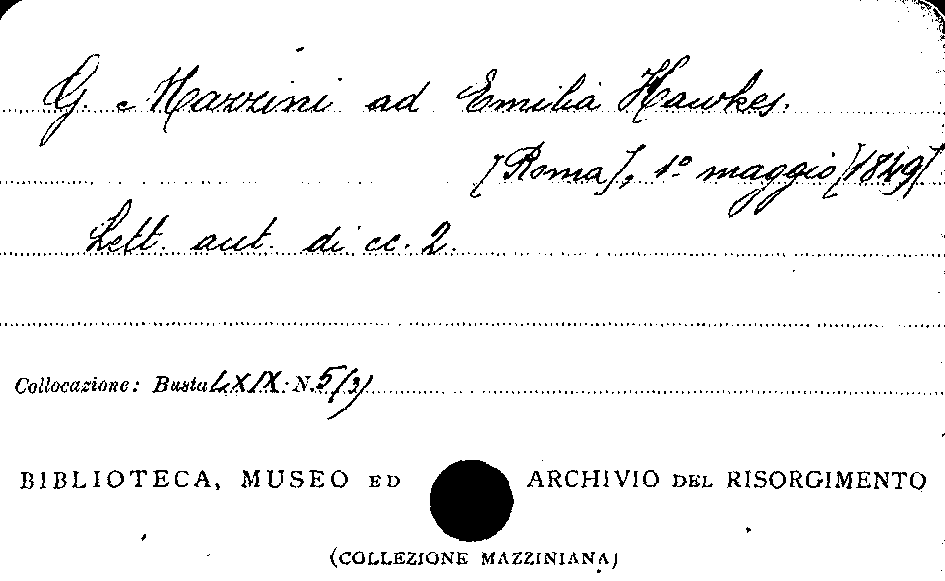 G. Mazzini ad Emilia Hawkes.
[Roma], 1º maggio [1849]
Lett. aut. di cc. 2.
Collocazione: Busta LXIX N. 5(3)
BIBLIOTECA, MUSEO ED ARCHIVIO DEL RISORGIMENTO
(COLLEZIONE MAZZINIANA)